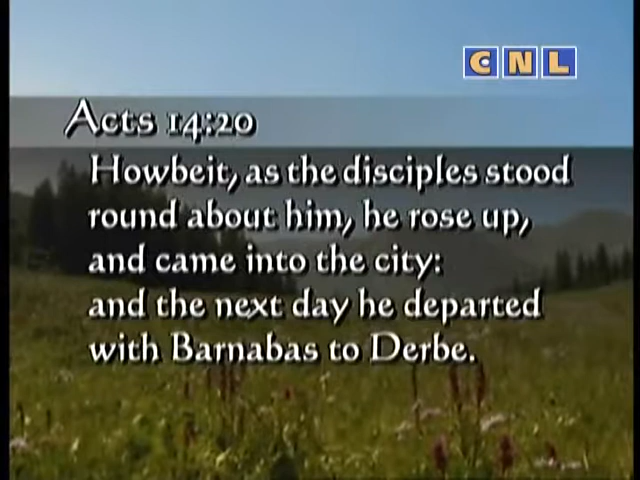 CNL
Acts 14:20
Howbeit, as the disciples stood
round about him, he rose up,
and came into the city:
and the next day he departed
with Barnabas to Derbe.